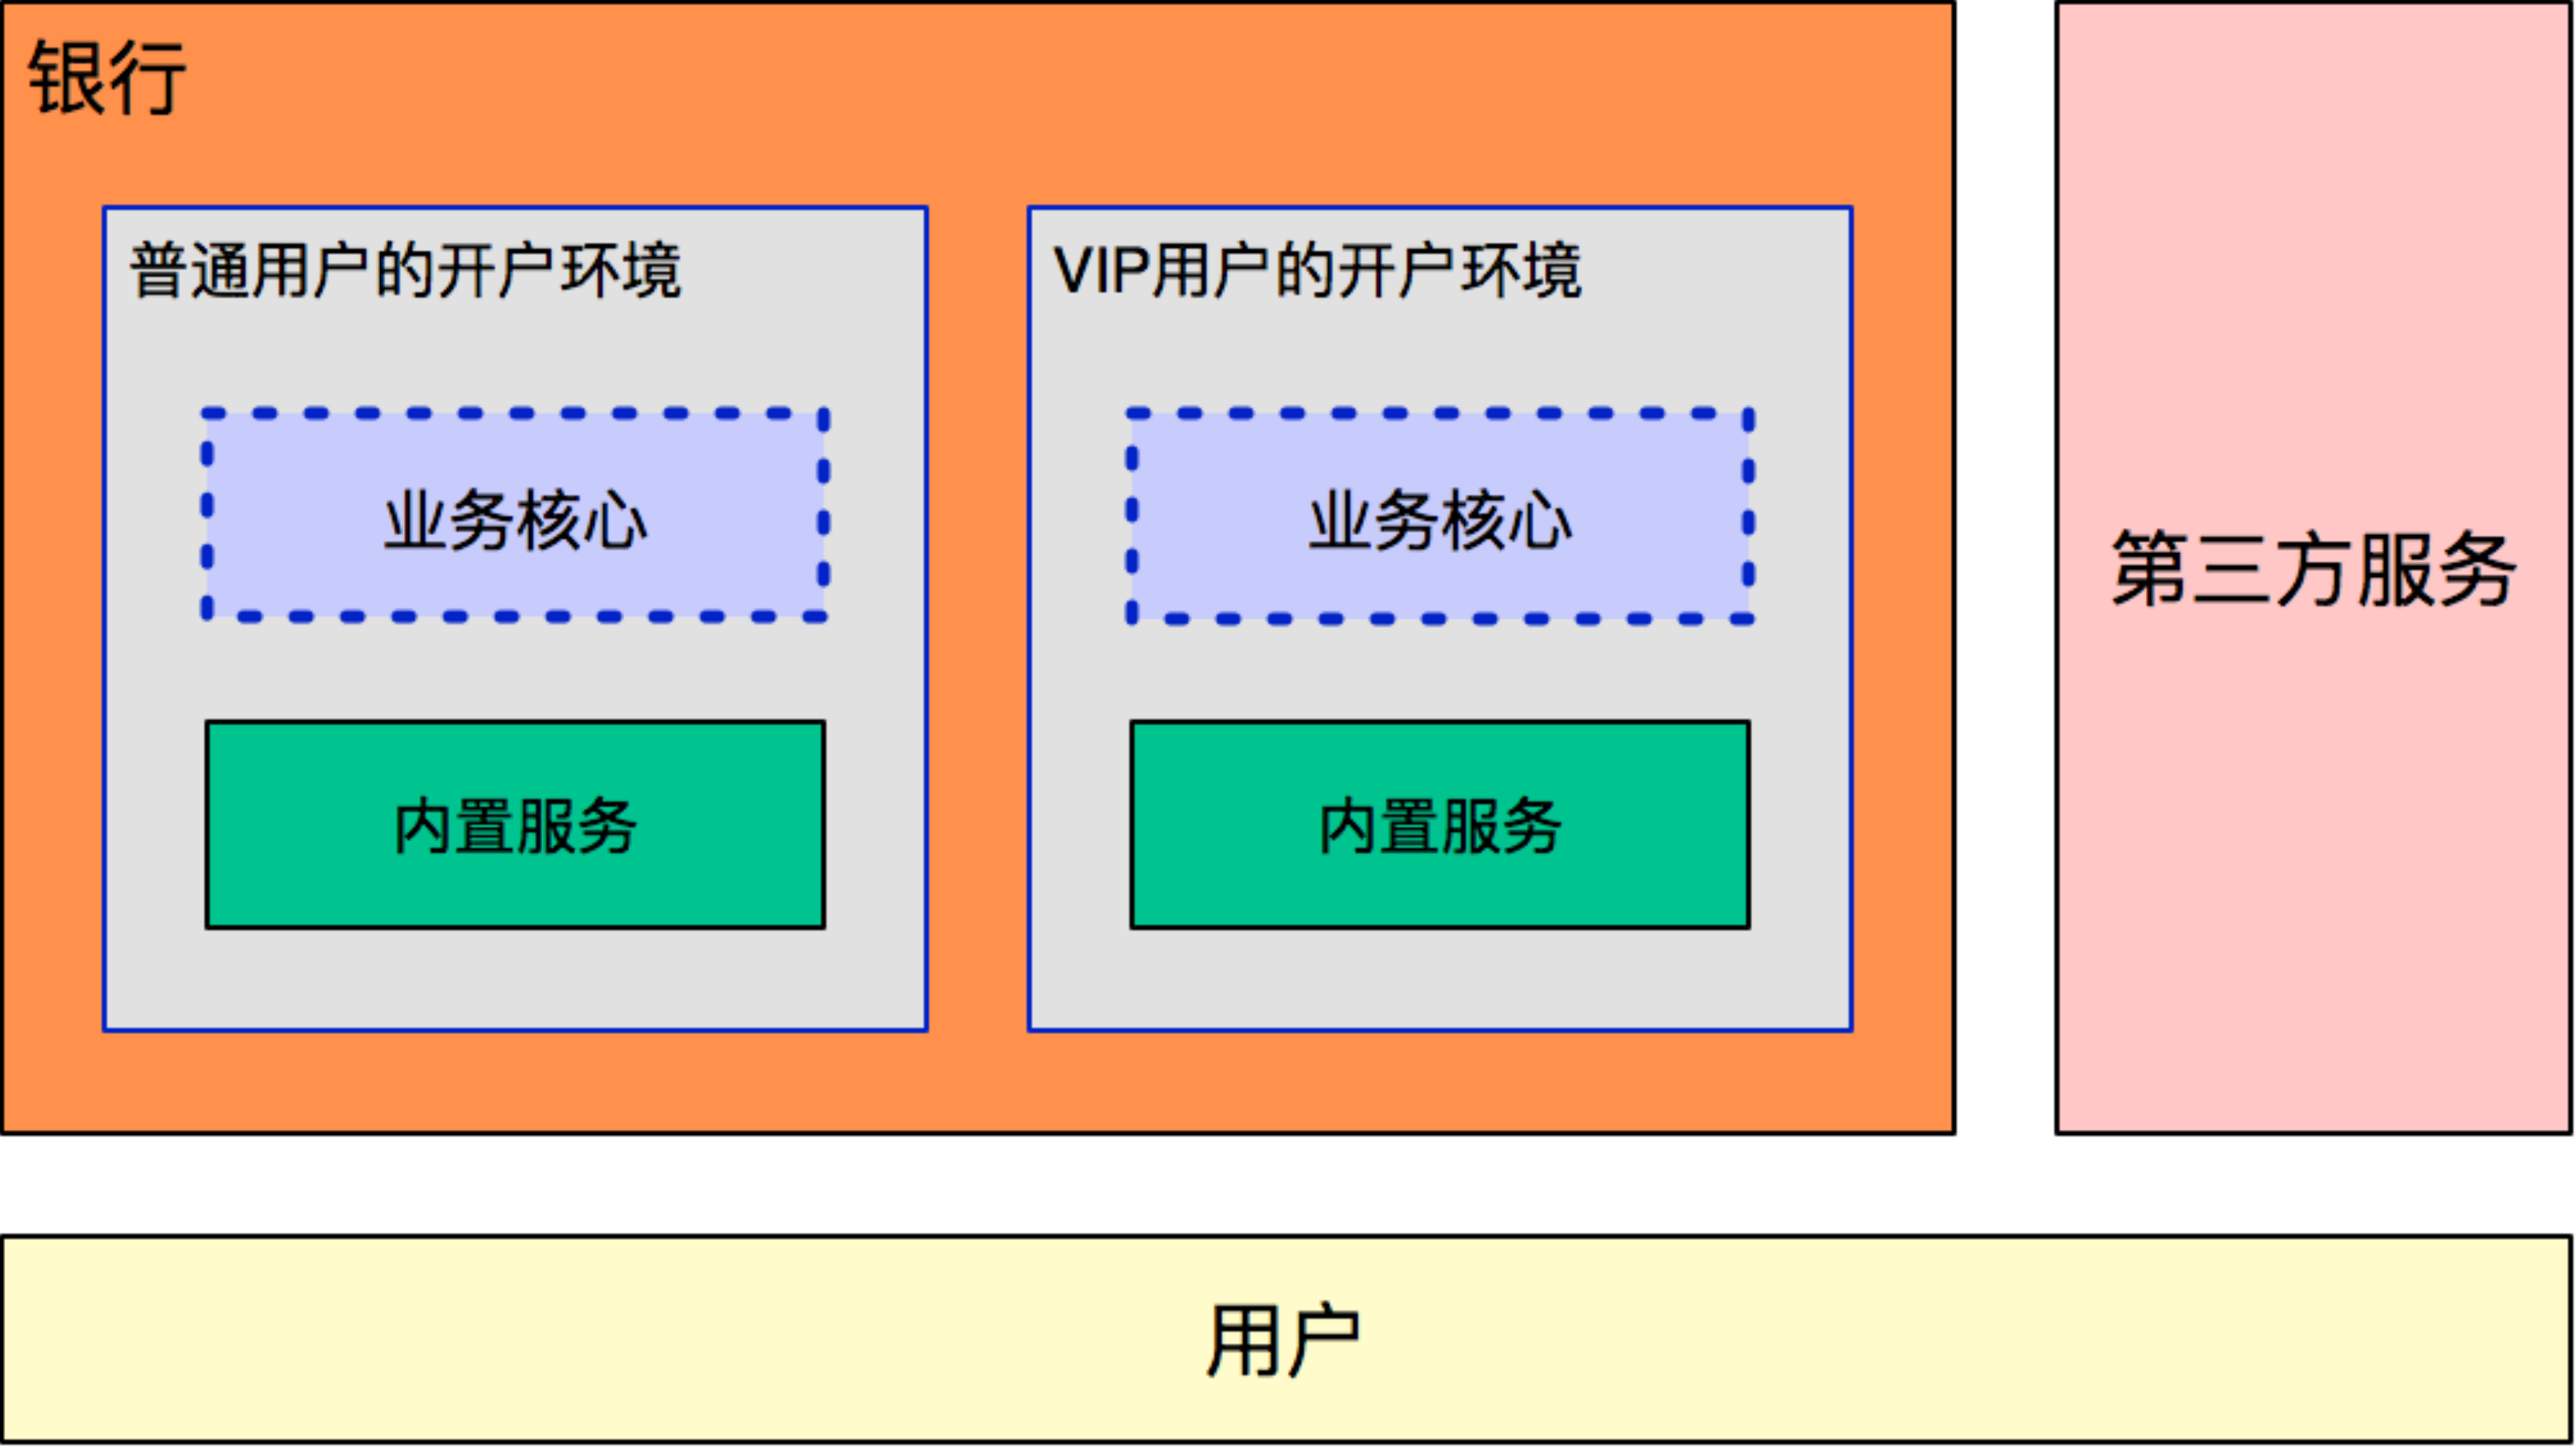 银行
普通用户的开户环境
业务核心
内置服务
VIP用户的开户环境
业务核心
内置服务
第三方服务
用户